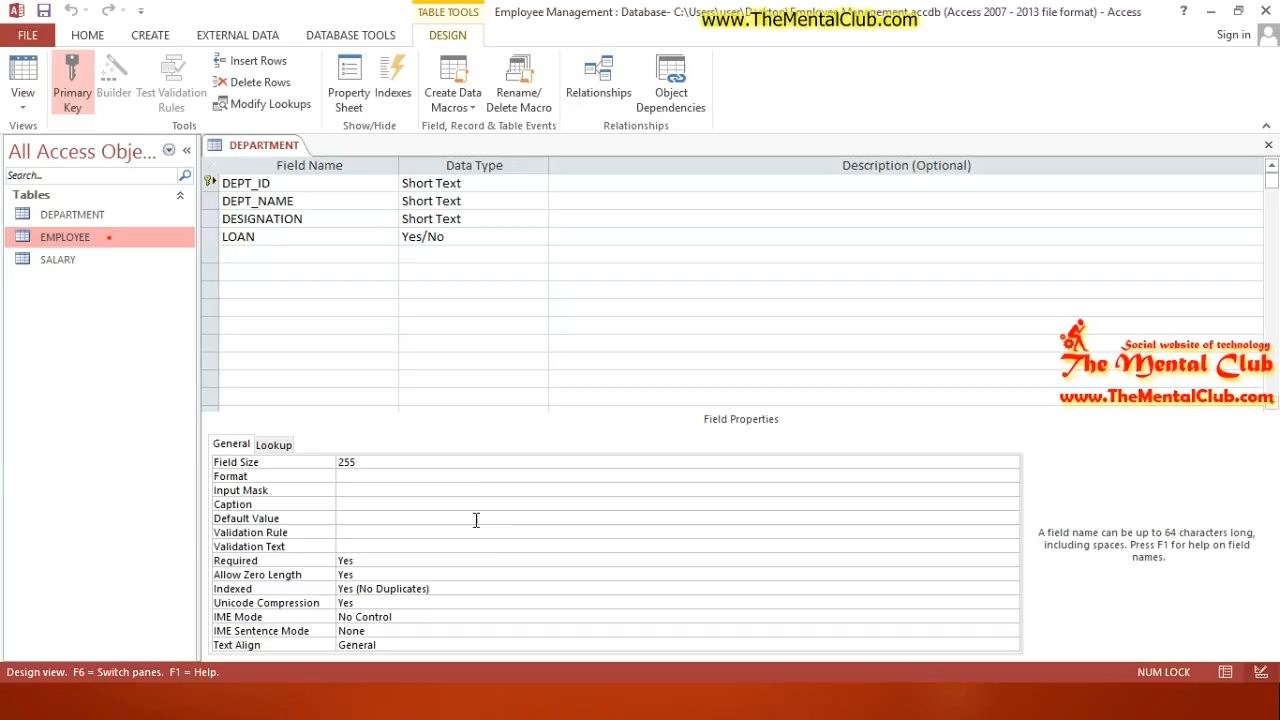 TABLE TOOLS
Employee Management : Database- C:\Users\user\Desktop\Employee Management.accdb (Access 2007 - 2013 file format) - Access
www.TheMentalClub.com
FILE HOME CREATE EXTERNAL DATA DATABASE TOOLS DESIGN Sign in
View
Primary Key
Builder
Test Validation Rules
Insert Rows
Delete Rows
Modify Lookups
Property Sheet
Indexes
Create Data Macros
Rename/ Delete Macro
Relationships
Object Dependencies
Views Tools Show/Hide Field, Record & Table Events Relationships
All Access Obje...
Search...
Tables
DEPARTMENT
EMPLOYEE
SALARY
DEPARTMENT
Field Name Data Type Description (Optional)
DEPT_ID Short Text
DEPT_NAME Short Text
DESIGNATION Short Text
LOAN Yes/No
Social website of technology
The Mental Club
www.TheMentalClub.com
Field Properties
General Lookup
Field Size 255
Format
Input Mask
Caption
Default Value
Validation Rule
Validation Text
Required Yes
Allow Zero Length Yes
Indexed Yes (No Duplicates)
Unicode Compression Yes
IME Mode No Control
IME Sentence Mode None
Text Align General
A field name can be up to 64 characters long,
including spaces. Press F1 for help on field
names.
Design view. F6 = Switch panes. F1 = Help. NUM LOCK